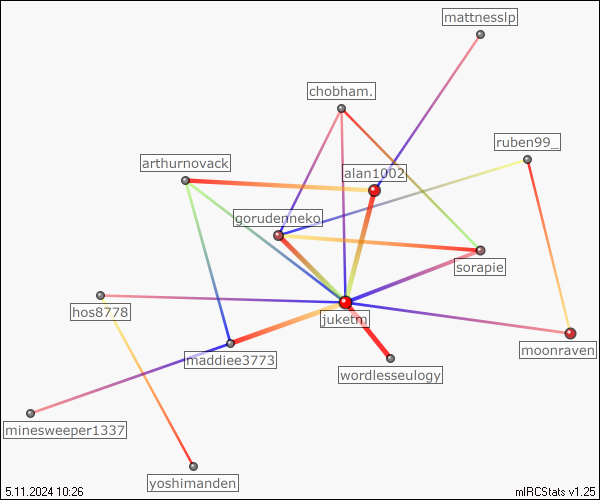 mattnesslp
chobham.
ruben99_
arthurnovack
alan1002
gorudenneko
sorapie
hos8778
juketn
moonraven
maddiee3773
wordlesseulogy
minesweeper1337
yoshimanden
5.11.2024 10:26
mIRCStats v1.25